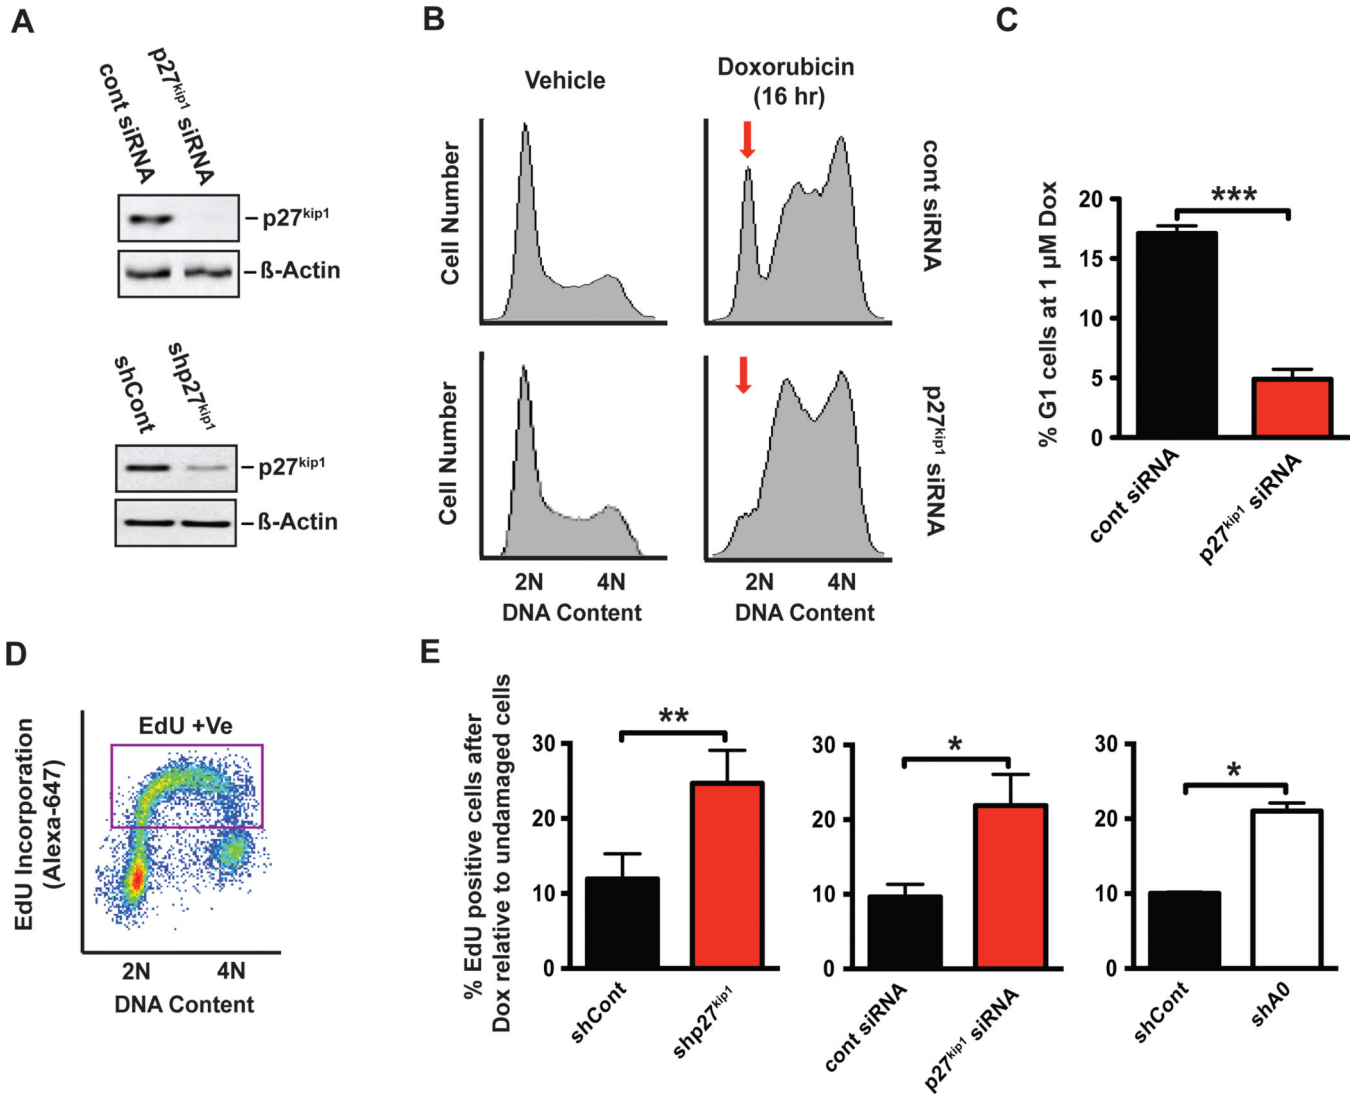 A
cont siRNA
p27kip1 siRNA
p27kip1
ß-Actin
shCont
shp27kip1
p27kip1
ß-Actin
B
Vehicle
Doxorubicin
(16 hr)
Cell Number
Cell Number
cont siRNA
Cell Number
Cell Number
p27kip1 siRNA
2N
4N
2N
4N
DNA Content
DNA Content
C
% G1 cells at 1 µM Dox
20
15
10
5
0
***
cont siRNA
p27kip1 siRNA
D
EdU Incorporation
(Alexa-647)
EdU +Ve
2N
4N
DNA Content
E
% EdU positive cells after
Dox relative to undamaged cells
30
20
10
0
**
shCont
shp27kip1
30
20
10
0
*
cont siRNA
p27kip1 siRNA
30
20
10
0
*
shCont
shA0